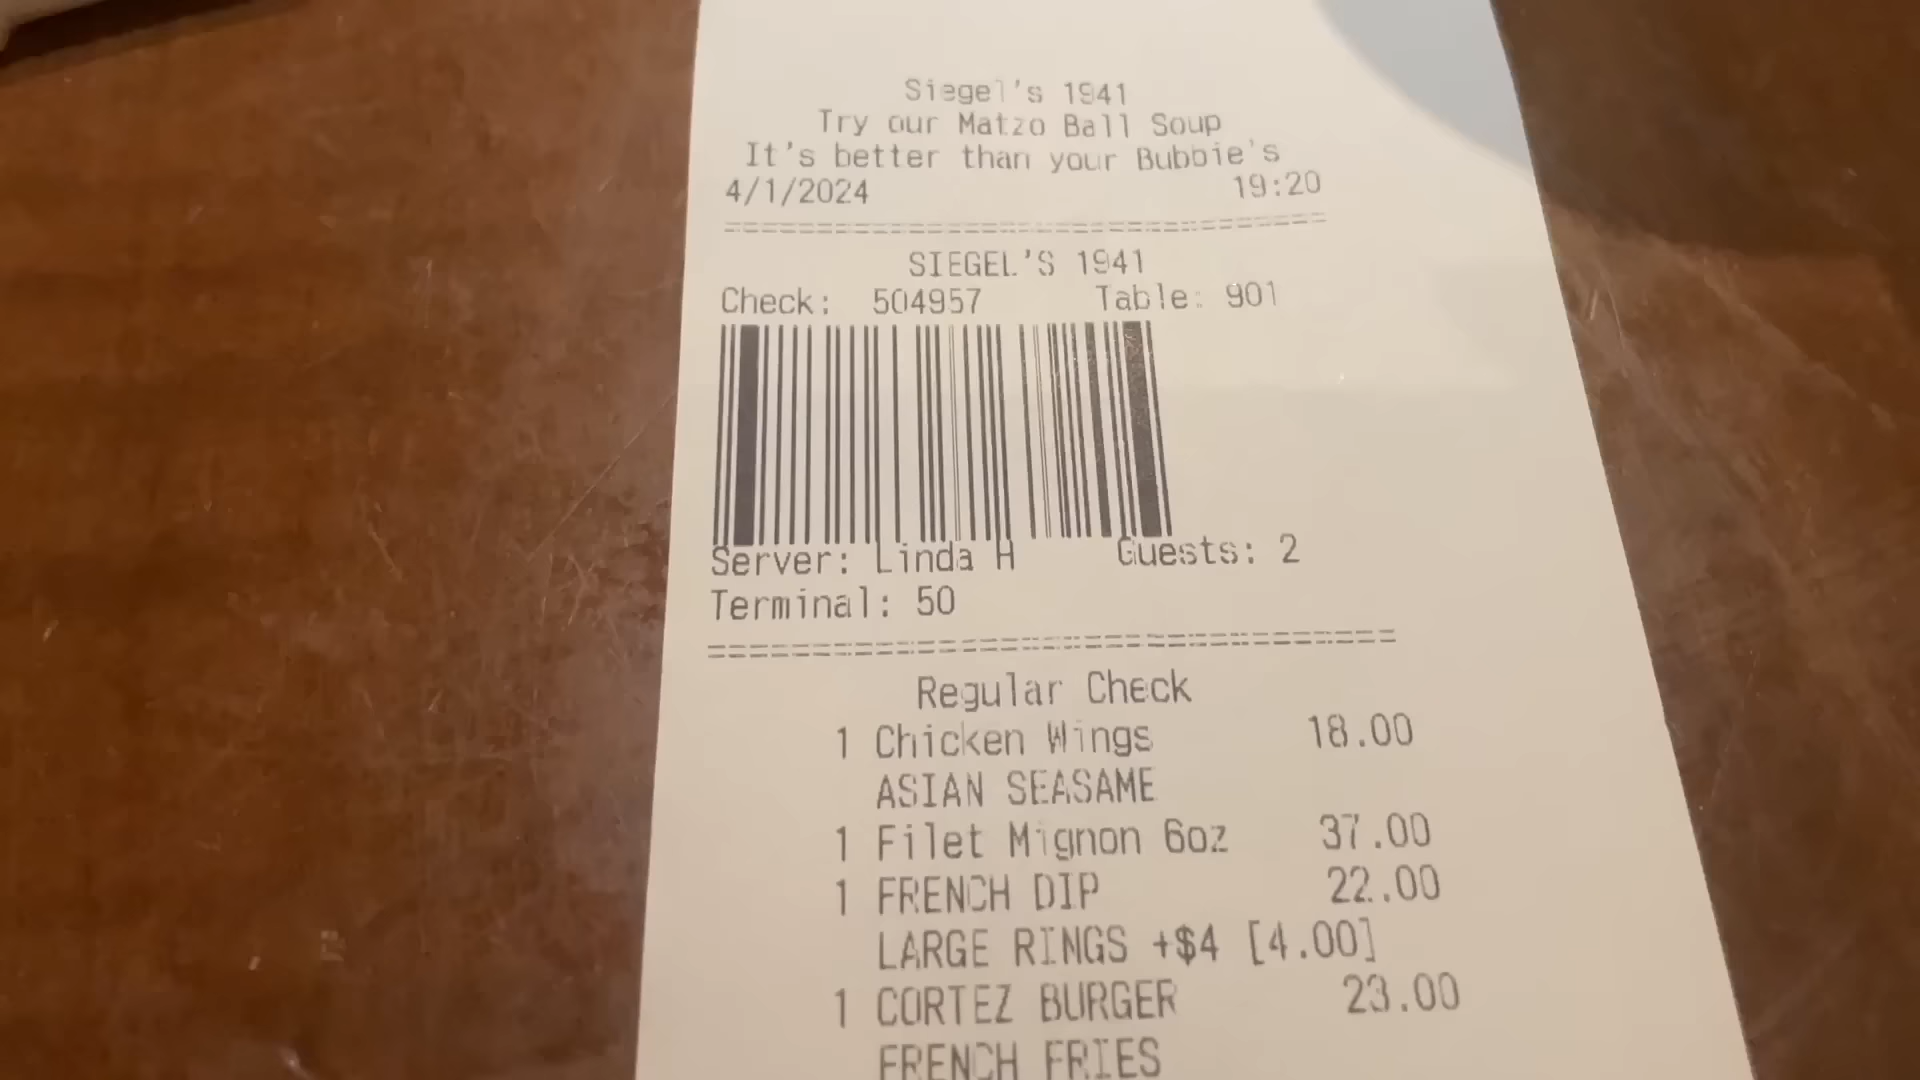 Siegel's 1941
Try our Matzo Ball Soup
It's better than your Bubbie's
4/1/2024 19:20
SIEGEL'S 1941
Check: 504957 Table: 901
Server: Linda H Guests: 2
Terminal: 50
Regular Check
1 Chicken Wings 18.00
ASIAN SEASAME
1 Filet Mignon 6oz 37.00
1 FRENCH DIP 22.00
LARGE RINGS +$4 [4.00]
1 CORTEZ BURGER 23.00
FRENCH FRIES